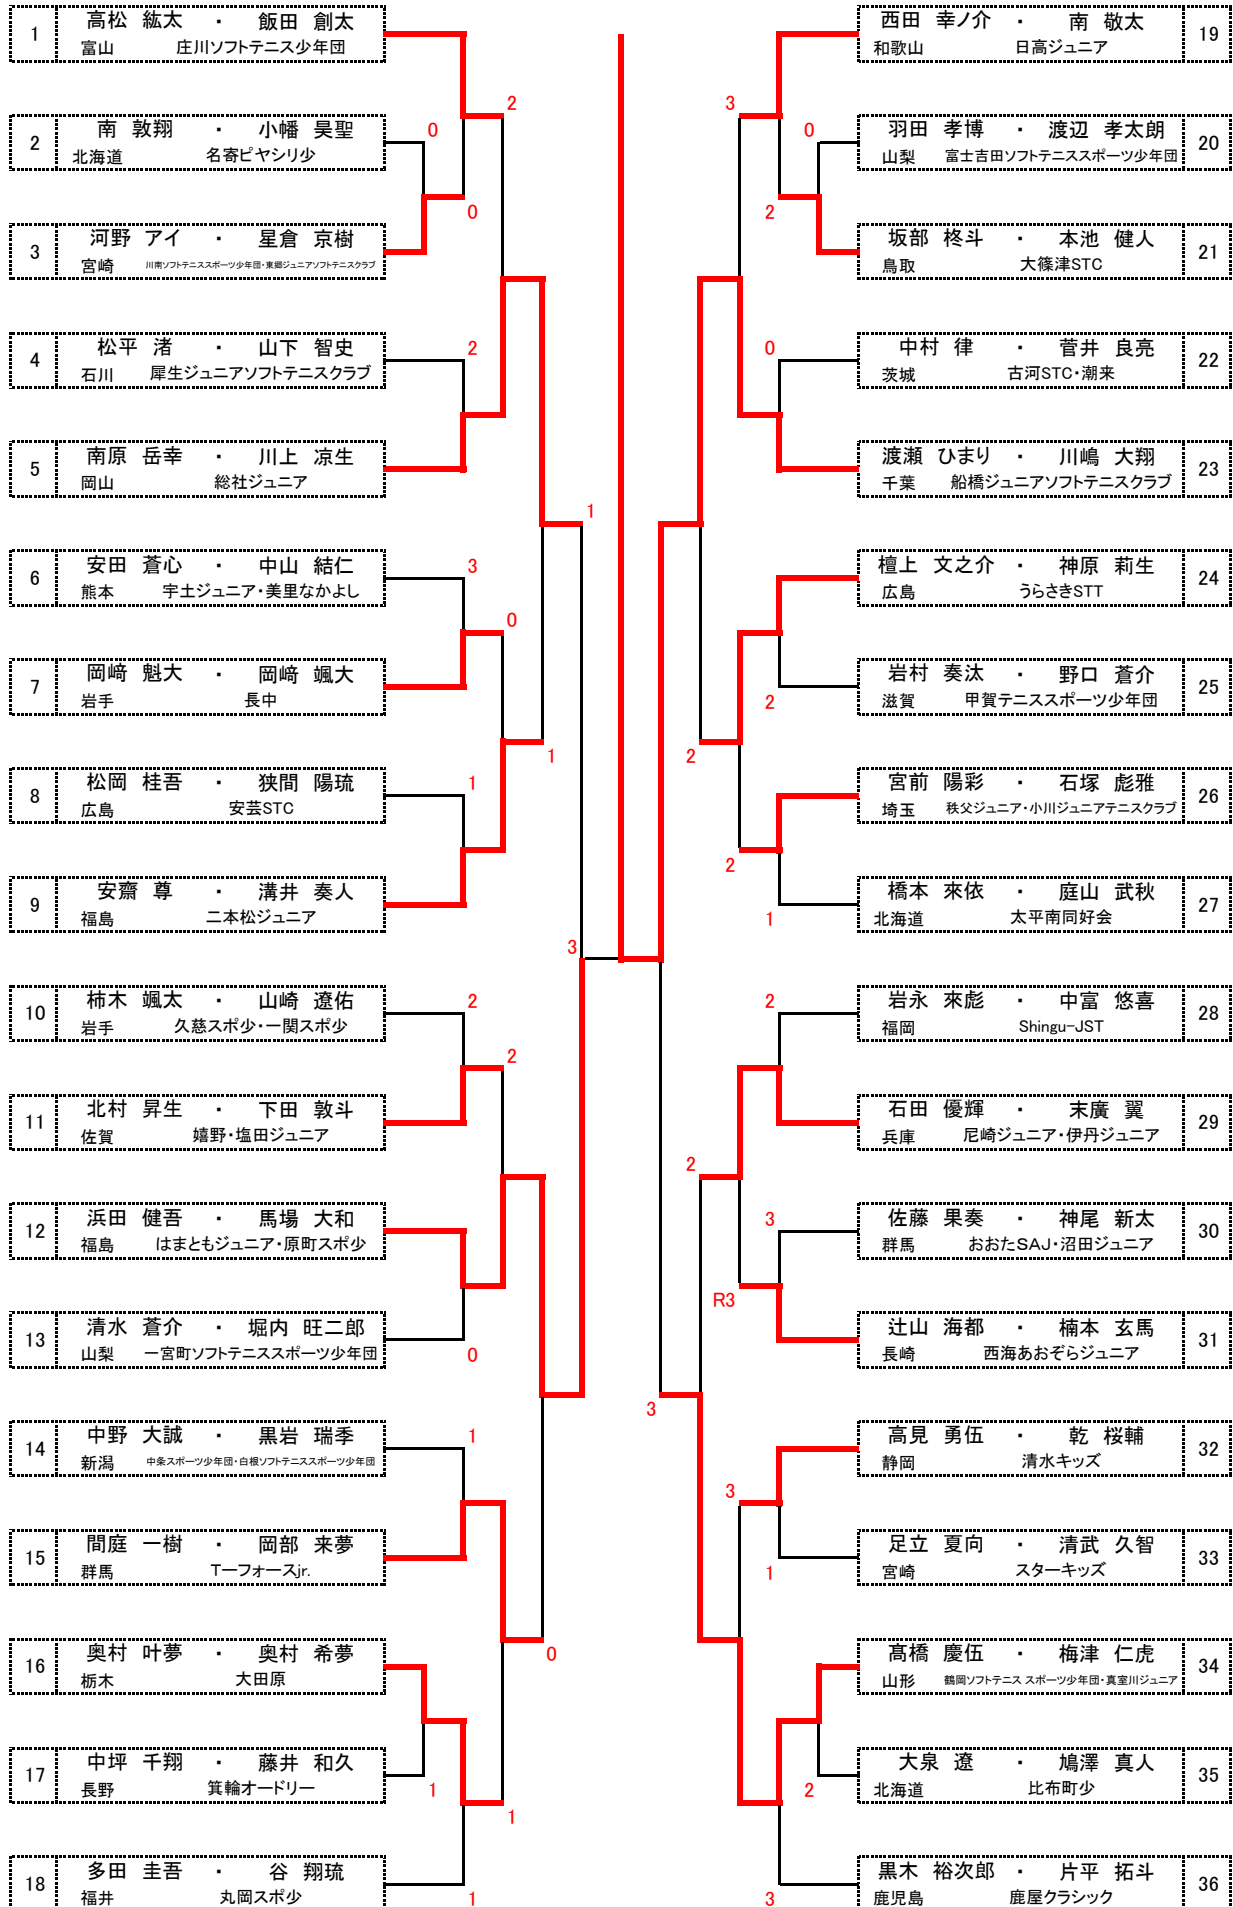 1 高松 紘太 ・ 飯田 創太
富山 庄川ソフトテニス少年団
2
2 南 敦翔 ・ 小幡 昊聖
北海道 名寄ピヤシリ少
0
0
3 河野 アイ ・ 星倉 京樹
宮崎 川南ソフトテニススポーツ少年団・東郷ジュニアソフトテニスクラブ
4 松平 渚 ・ 山下 智史
石川 犀生ジュニアソフトテニスクラブ
2
5 南原 岳幸 ・ 川上 凉生
岡山 総社ジュニア
1
6 安田 蒼心 ・ 中山 結仁
熊本 宇土ジュニア・美里なかよし
3
0
7 岡﨑 魁大 ・ 岡﨑 颯大
岩手 長中
1
8 松岡 桂吾 ・ 狭間 陽琉
広島 安芸STC
1
9 安齋 尊 ・ 溝井 奏人
福島 二本松ジュニア
3
10 柿木 颯太 ・ 山崎 遼佑
岩手 久慈スポ少・一関スポ少
2
2
11 北村 昇生 ・ 下田 敦斗
佐賀 嬉野・塩田ジュニア
12 浜田 健吾 ・ 馬場 大和
福島 はまともジュニア・原町スポ少
13 清水 蒼介 ・ 堀内 旺二郎
山梨 一宮町ソフトテニススポーツ少年団
0
14 中野 大誠 ・ 黒岩 瑞季
新潟 中条スポーツ少年団・白根ソフトテニススポーツ少年団
1
15 間庭 一樹 ・ 岡部 来夢
群馬 Tーフォースjr.
0
16 奥村 叶夢 ・ 奥村 希夢
栃木 大田原
17 中坪 千翔 ・ 藤井 和久
長野 箕輪オードリー
1
1
18 多田 圭吾 ・ 谷 翔琉
福井 丸岡スポ少
1
西田 幸ノ介 ・ 南 敬太 19
和歌山 日高ジュニア
3
羽田 孝博 ・ 渡辺 孝太朗 20
山梨 富士吉田ソフトテニススポーツ少年団
0
2
坂部 柊斗 ・ 本池 健人 21
鳥取 大篠津STC
中村 律 ・ 菅井 良亮 22
茨城 古河STC・潮来
0
渡瀬 ひまり ・ 川嶋 大翔 23
千葉 船橋ジュニアソフトテニスクラブ
檀上 文之介 ・ 神原 莉生 24
広島 うらさきSTT
岩村 奏汰 ・ 野口 蒼介 25
滋賀 甲賀テニススポーツ少年団
2
2
宮前 陽彩 ・ 石塚 彪雅 26
埼玉 秩父ジュニア・小川ジュニアテニスクラブ
2
橋本 來依 ・ 庭山 武秋 27
北海道 太平南同好会
1
岩永 來彪 ・ 中富 悠喜 28
福岡 Shingu-JST
2
石田 優輝 ・ 末廣 翼 29
兵庫 尼崎ジュニア・伊丹ジュニア
2
佐藤 果奏 ・ 神尾 新太 30
群馬 おおたSAJ・沼田ジュニア
3
R3
辻山 海都 ・ 楠本 玄馬 31
長崎 西海あおぞらジュニア
3
高見 勇伍 ・ 乾 桜輔 32
静岡 清水キッズ
3
足立 夏向 ・ 清武 久智 33
宮崎 スターキッズ
1
髙橋 慶伍 ・ 梅津 仁虎 34
山形 鶴岡ソフトテニス スポーツ少年団・真室川ジュニア
大泉 遼 ・ 鳩澤 真人 35
北海道 比布町少
2
黒木 裕次郎 ・ 片平 拓斗 36
鹿児島 鹿屋クラシック
3